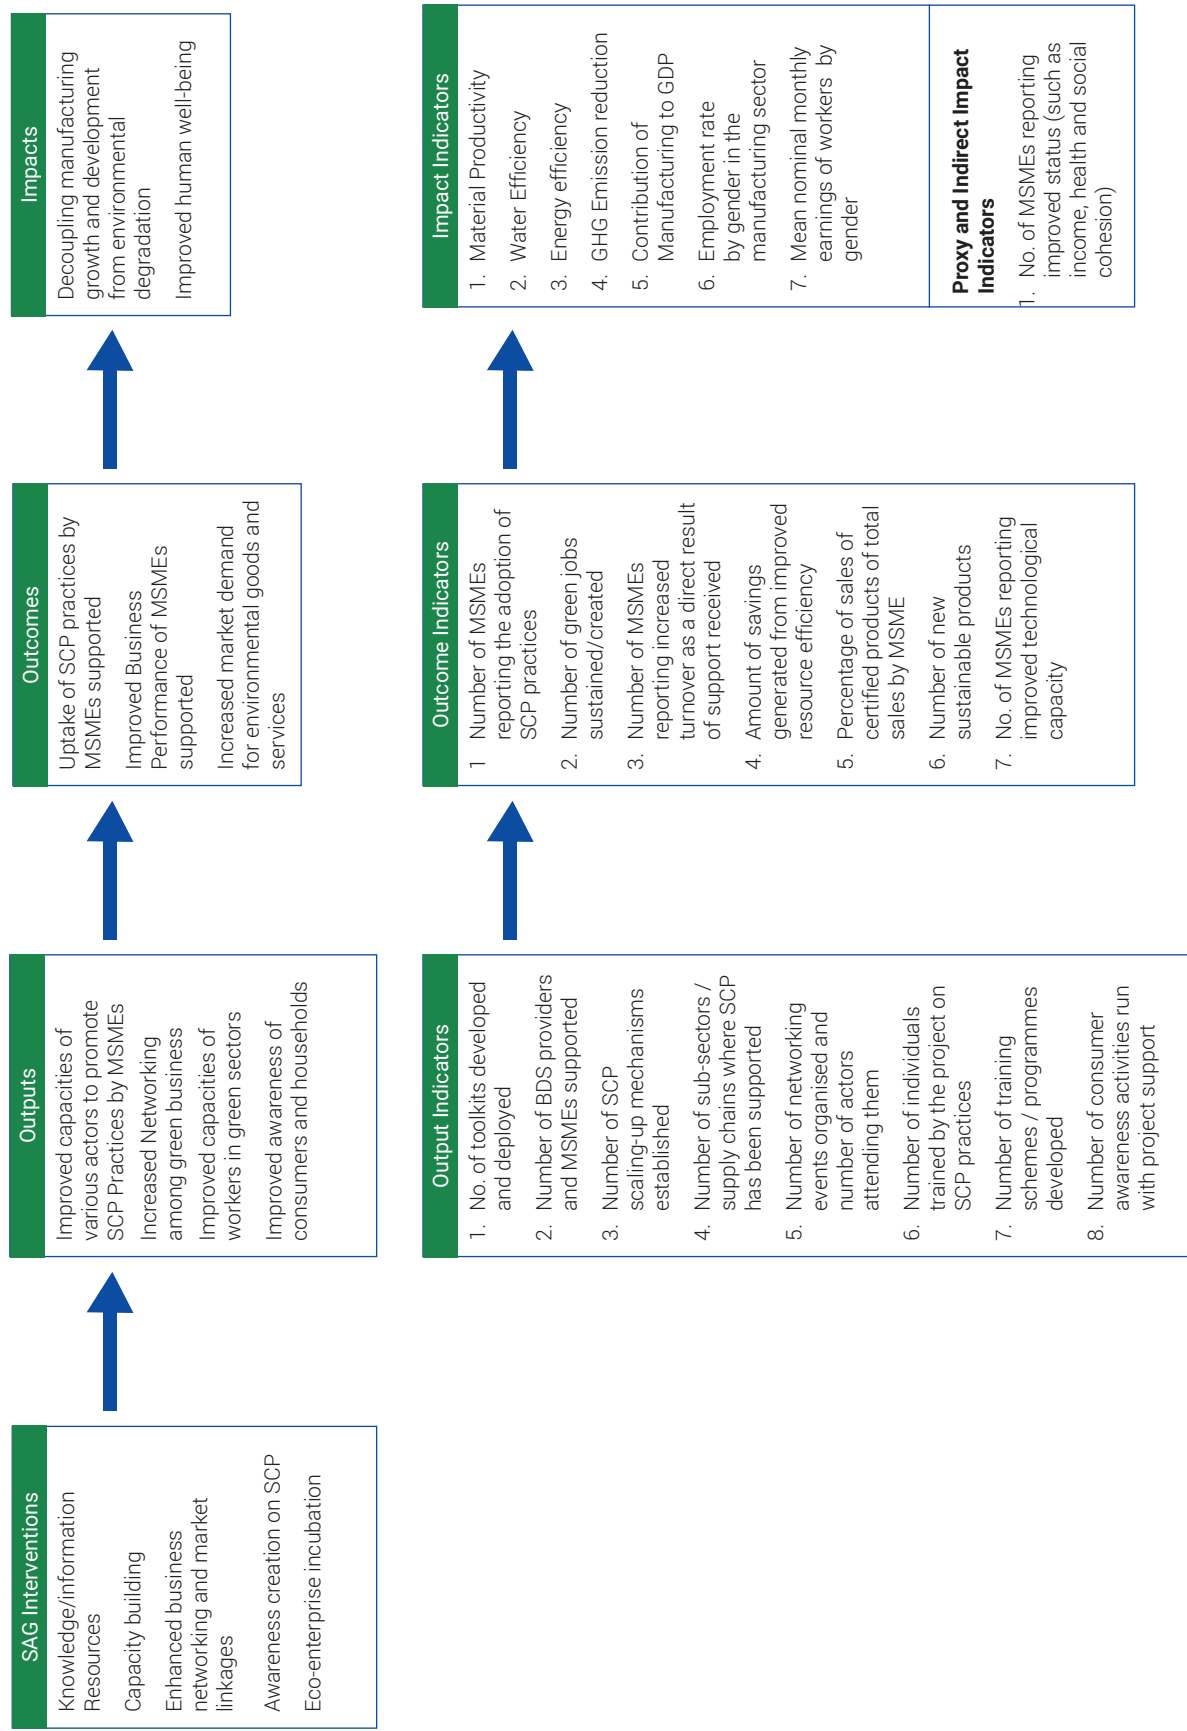 SAG Interventions
Knowledge/information
Resources
Capacity building
Enhanced business
networking and market
linkages
Awareness creation on SCP
Eco-enterprise incubation
Outputs
Improved capacities of
various actors to promote
SCP Practices by MSMEs
Increased Networking
among green business
Improved capacities of
workers in green sectors
Improved awareness of
consumers and households
Outcomes
Uptake of SCP practices by
MSMEs supported
Improved Business
Performance of MSMEs
supported
Increased market demand
for environmental goods and
services
Impacts
Decoupling manufacturing
growth and development
from environmental
degradation
Improved human well-being
Output Indicators
1. No. of toolkits developed
and deployed
2. Number of BDS providers
and MSMEs supported
3. Number of SCP
scaling-up mechanisms
established
4. Number of sub-sectors /
supply chains where SCP
has been supported
5. Number of networking
events organised and
number of actors
attending them
6. Number of individuals
trained by the project on
SCP practices
7. Number of training
schemes / programmes
developed
8. Number of consumer
awareness activities run
with project support
Outcome Indicators
1 Number of MSMEs
reporting the adoption of
SCP practices
2. Number of green jobs
sustained/created
3. Number of MSMEs
reporting increased
turnover as a direct result
of support received
4. Amount of savings
generated from improved
resource efficiency
5. Percentage of sales of
certified products of total
sales by MSME
6. Number of new
sustainable products
7. No. of MSMEs reporting
improved technological
capacity
Impact Indicators
1. Material Productivity
2. Water Efficiency
3. Energy efficiency
4. GHG Emission reduction
5. Contribution of
Manufacturing to GDP
6. Employment rate
by gender in the
manufacturing sector
7. Mean nominal monthly
earnings of workers by
gender
Proxy and Indirect Impact
Indicators
1. No. of MSMEs reporting
improved status (such as
income, health and social
cohesion)